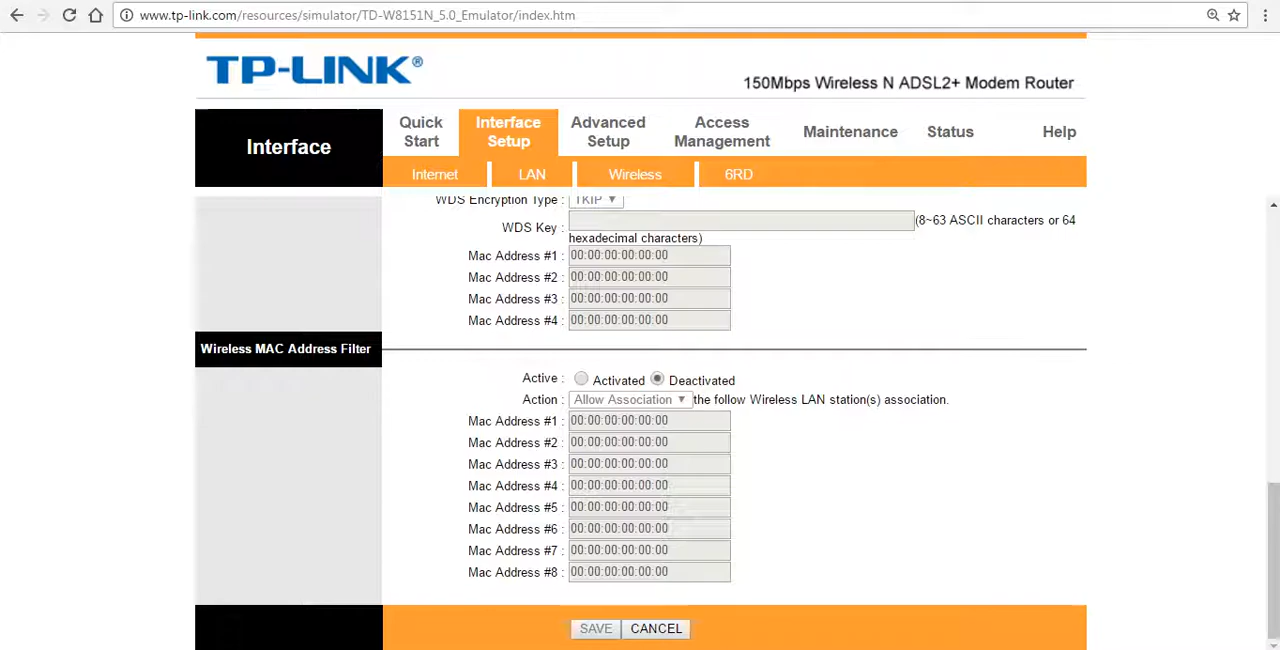 www.tp-link.com/resources/simulator/TD-W8151N_5.0_Emulator/index.htm
TP-LINK®
150Mbps Wireless N ADSL2+ Modem Router
Interface
Quick Start
Interface Setup
Advanced Setup
Access Management
Maintenance
Status
Help
Internet
LAN
Wireless
6RD
WDS Encryption Type : TKIP
WDS Key : (8~63 ASCII characters or 64
hexadecimal characters)
Mac Address #1 : 00:00:00:00:00:00
Mac Address #2 : 00:00:00:00:00:00
Mac Address #3 : 00:00:00:00:00:00
Mac Address #4 : 00:00:00:00:00:00
Wireless MAC Address Filter
Active : Activated Deactivated
Action : Allow Association the follow Wireless LAN station(s) association.
Mac Address #1 : 00:00:00:00:00:00
Mac Address #2 : 00:00:00:00:00:00
Mac Address #3 : 00:00:00:00:00:00
Mac Address #4 : 00:00:00:00:00:00
Mac Address #5 : 00:00:00:00:00:00
Mac Address #6 : 00:00:00:00:00:00
Mac Address #7 : 00:00:00:00:00:00
Mac Address #8 : 00:00:00:00:00:00
SAVE CANCEL